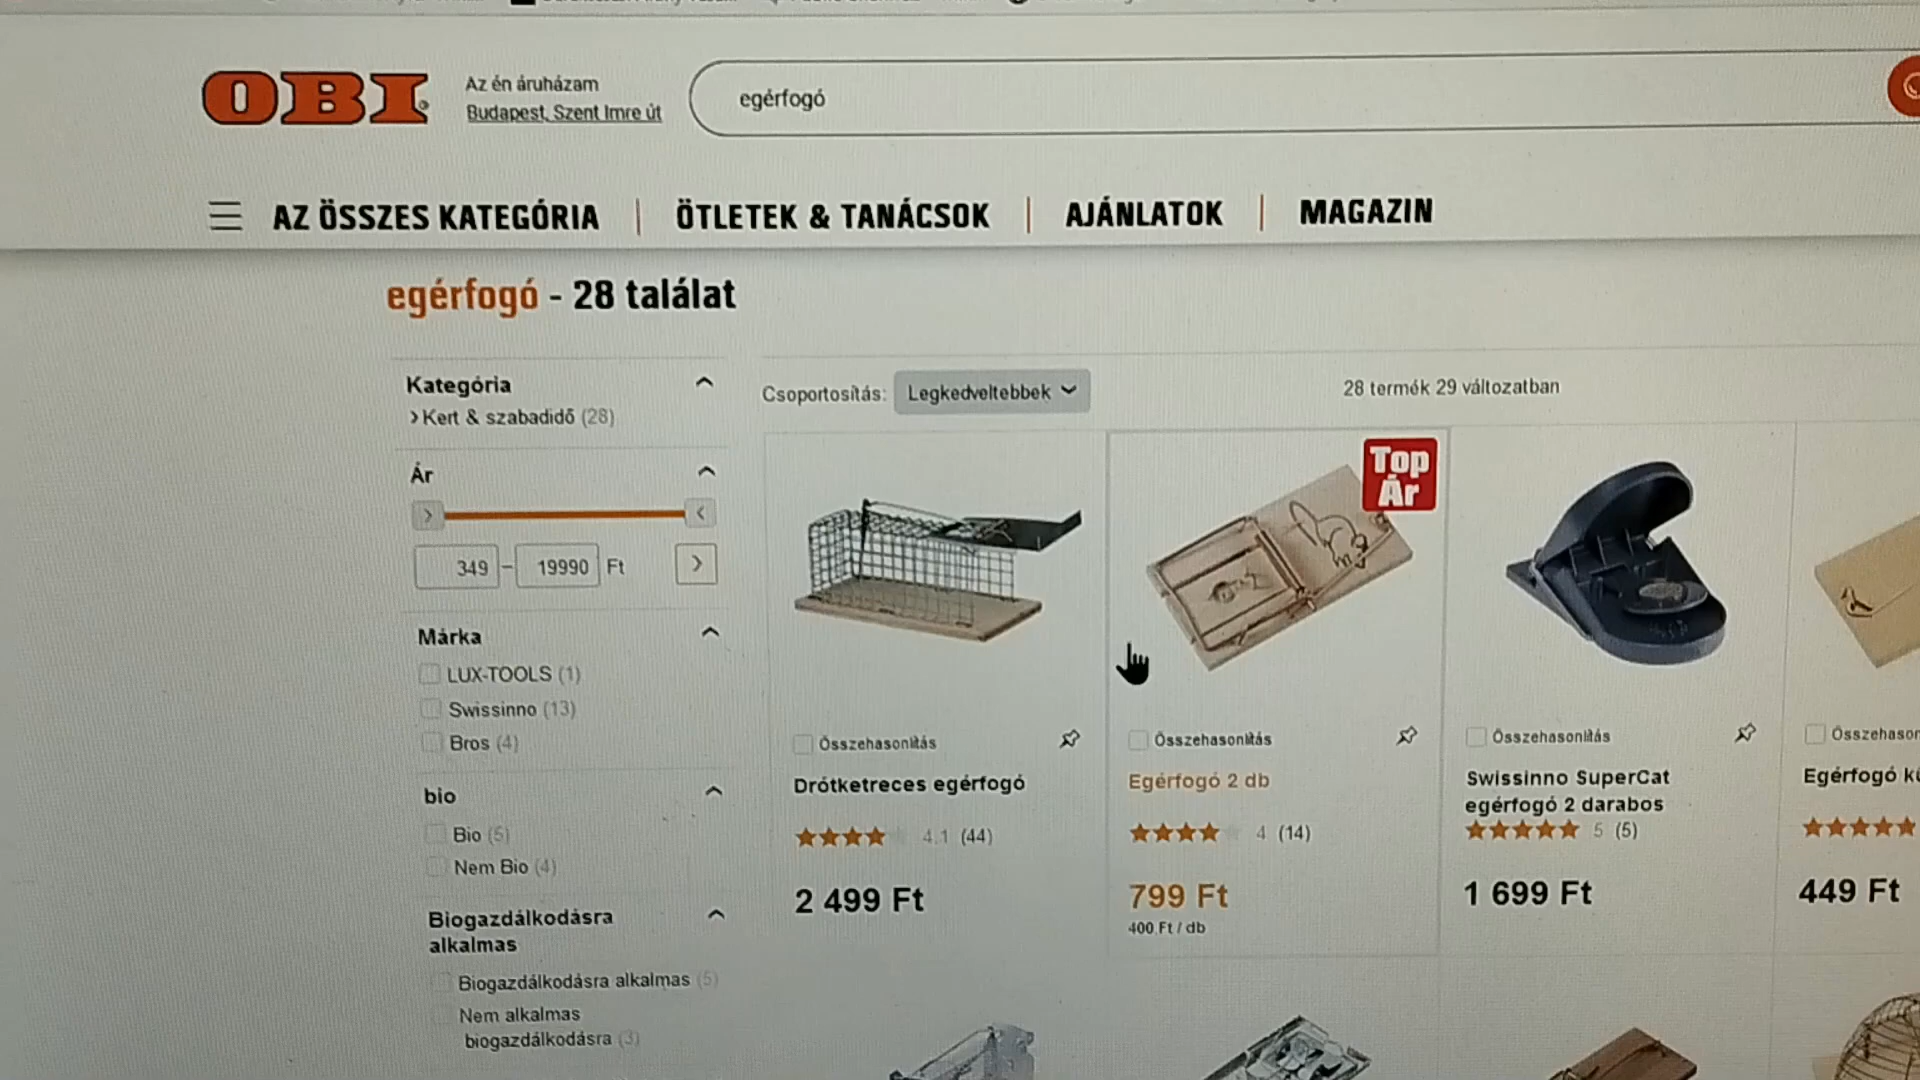 OBI
Az én áruházam
Budapest, Szent Imre út
egérfogó
AZ ÖSSZES KATEGÓRIA
ÖTLETEK & TANÁCSOK
AJÁNLATOK
MAGAZIN
egérfogó - 28 találat
Kategória
Kert & szabadidő (28)
Ár
349 – 19990 Ft
Márka
LUX-TOOLS (1)
Swissinno (13)
Bros (4)
bio
Bio (5)
Nem Bio (4)
Biogazdálkodásra
alkalmas
Biogazdálkodásra alkalmas (5)
Nem alkalmas
biogazdálkodásra (3)
Csoportosítás: Legkedveltebbek
28 termék 29 változatban
Összehasonlítás
Drótketreces egérfogó
4.1 (44)
2 499 Ft
Top
Ár
Összehasonlítás
Egérfogó 2 db
4 (14)
799 Ft
400 Ft / db
Összehasonlítás
Swissinno SuperCat
egérfogó 2 darabos
5 (5)
1 699 Ft
Egérfogó
449 Ft